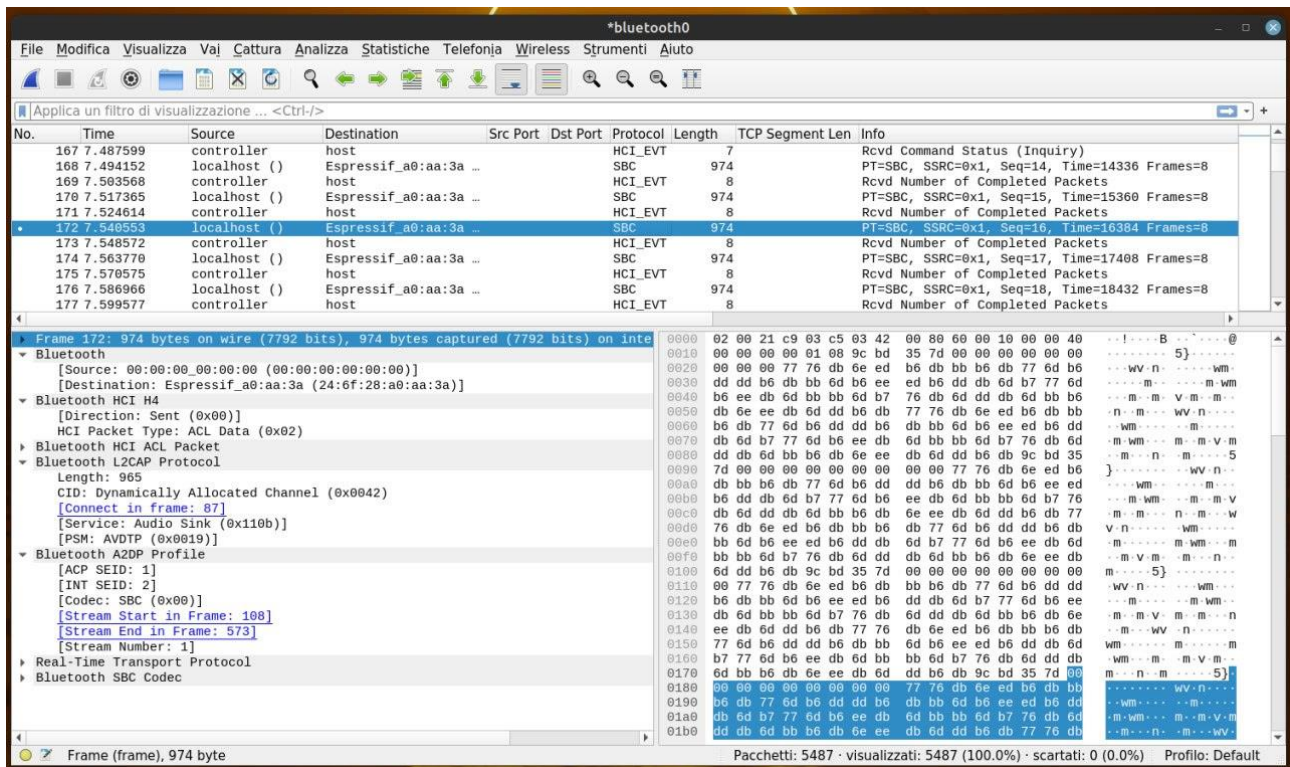 *bluetooth0
File Modifica Visualizza Vai Cattura Analizza Statistiche Telefonia Wireless Strumenti Aiuto
Applica un filtro di visualizzazione ... <Ctrl-/>
No. Time Source Destination Src Port Dst Port Protocol Length TCP Segment Len Info
167 7.487599 controller host HCI_EVT 7 Rcvd Command Status (Inquiry)
168 7.494152 localhost () Espressif_a0:aa:3a … SBC 974 PT=SBC, SSRC=0x1, Seq=14, Time=14336 Frames=8
169 7.503568 controller host HCI_EVT 8 Rcvd Number of Completed Packets
170 7.517365 localhost () Espressif_a0:aa:3a … SBC 974 PT=SBC, SSRC=0x1, Seq=15, Time=15360 Frames=8
171 7.524614 controller host HCI_EVT 8 Rcvd Number of Completed Packets
172 7.540553 localhost () Espressif_a0:aa:3a … SBC 974 PT=SBC, SSRC=0x1, Seq=16, Time=16384 Frames=8
173 7.548572 controller host HCI_EVT 8 Rcvd Number of Completed Packets
174 7.563770 localhost () Espressif_a0:aa:3a … SBC 974 PT=SBC, SSRC=0x1, Seq=17, Time=17408 Frames=8
175 7.570575 controller host HCI_EVT 8 Rcvd Number of Completed Packets
176 7.586966 localhost () Espressif_a0:aa:3a … SBC 974 PT=SBC, SSRC=0x1, Seq=18, Time=18432 Frames=8
177 7.599577 controller host HCI_EVT 8 Rcvd Number of Completed Packets
Frame 172: 974 bytes on wire (7792 bits), 974 bytes captured (7792 bits) on inte
Bluetooth
[Source: 00:00:00_00:00:00 (00:00:00:00:00:00)]
[Destination: Espressif_a0:aa:3a (24:6f:28:a0:aa:3a)]
Bluetooth HCI H4
[Direction: Sent (0x00)]
HCI Packet Type: ACL Data (0x02)
Bluetooth HCI ACL Packet
Bluetooth L2CAP Protocol
Length: 965
CID: Dynamically Allocated Channel (0x0042)
[Connect in frame: 87]
[Service: Audio Sink (0x110b)]
[PSM: AVDTP (0x0019)]
Bluetooth A2DP Profile
[ACP SEID: 1]
[INT SEID: 2]
[Codec: SBC (0x00)]
[Stream Start in Frame: 108]
[Stream End in Frame: 573]
[Stream Number: 1]
Real-Time Transport Protocol
Bluetooth SBC Codec
0000 02 00 21 c9 03 c5 03 42 00 80 60 00 10 00 00 40
0010 00 00 00 00 01 08 9c bd 35 7d 00 00 00 00 00 00
0020 00 00 00 77 76 db 6e ed b6 db bb b6 db 77 6d b6
0030 dd dd b6 db bb 6d b6 ee ed b6 dd db 6d b7 77 6d
0040 b6 ee db 6d bb bb 6d b7 76 db 6d dd db 6d bb b6
0050 db 6e ee db 6d dd b6 db 77 76 db 6e ed b6 db bb
0060 b6 db 77 6d b6 dd dd b6 db bb 6d b6 ee ed b6 dd
0070 db 6d b7 77 6d b6 ee db 6d bb bb 6d b7 76 db 6d
0080 dd db 6d bb b6 db 6e ee db 6d dd b6 db 9c bd 35
0090 7d 00 00 00 00 00 00 00 00 00 77 76 db 6e ed b6
00a0 db bb b6 db 77 6d b6 dd dd b6 db bb 6d b6 ee ed
00b0 b6 dd db 6d b7 77 6d b6 ee db 6d bb bb 6d b7 76
00c0 db 6d dd db 6d bb b6 db 6e ee db 6d dd b6 db 77
00d0 76 db 6e ed b6 db bb b6 db 77 6d b6 dd dd b6 db
00e0 bb 6d b6 ee ed b6 dd db 6d b7 77 6d b6 ee db 6d
00f0 bb bb 6d b7 76 db 6d dd db 6d bb b6 db 6e ee db
0100 6d dd b6 db 9c bd 35 7d 00 00 00 00 00 00 00 00
0110 00 77 76 db 6e ed b6 db bb b6 db 77 6d b6 dd dd
0120 b6 db bb 6d b6 ee ed b6 dd db 6d b7 77 6d b6 ee
0130 db 6d bb bb 6d b7 76 db 6d dd db 6d bb b6 db 6e
0140 ee db 6d dd b6 db 77 76 db 6e ed b6 db bb b6 db
0150 77 6d b6 dd dd b6 db bb 6d b6 ee ed b6 dd db 6d
0160 b7 77 6d b6 ee db 6d bb bb 6d b7 76 db 6d dd db
0170 6d bb b6 db 6e ee db 6d dd b6 db 9c bd 35 7d 00
0180 00 00 00 00 00 00 00 00 77 76 db 6e ed b6 db bb
0190 b6 db 77 6d b6 dd dd b6 db bb 6d b6 ee ed b6 dd
01a0 db 6d b7 77 6d b6 ee db 6d bb bb 6d b7 76 db 6d
01b0 dd db 6d bb b6 db 6e ee db 6d dd b6 db 77 76 db
Frame (frame), 974 byte
Pacchetti: 5487 · visualizzati: 5487 (100.0%) · scartati: 0 (0.0%)
Profilo: Default